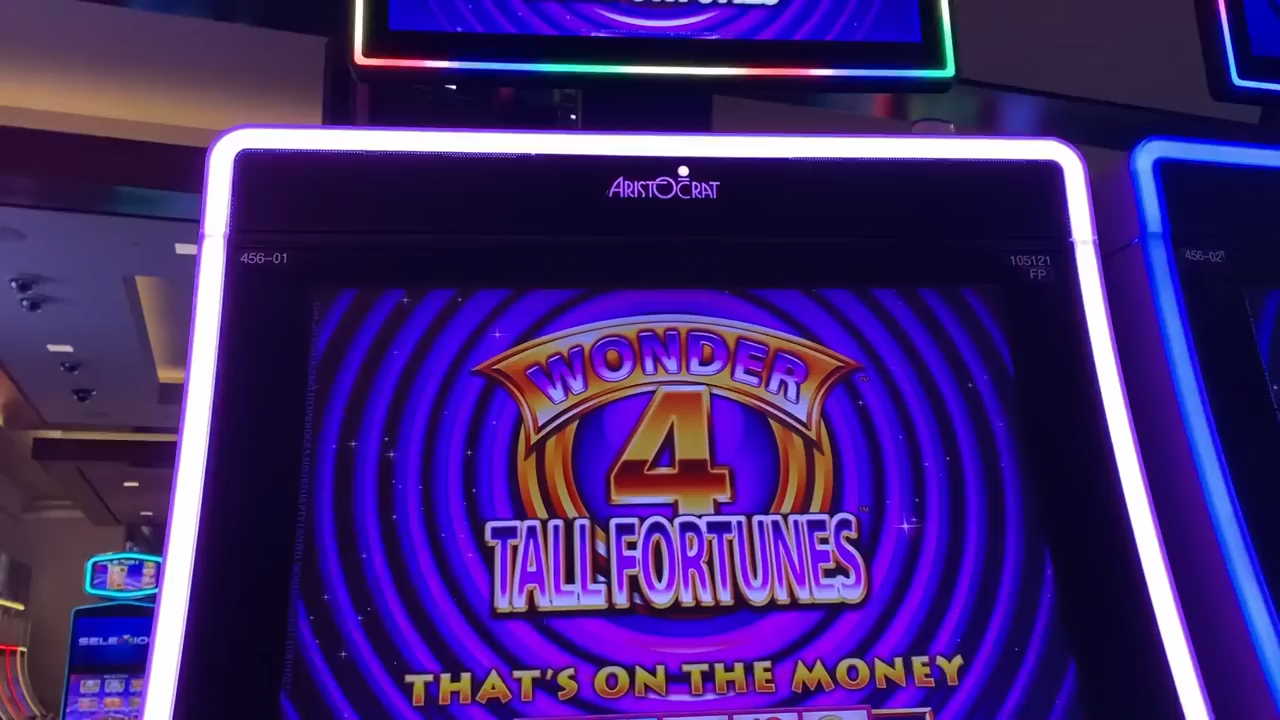 ARISTOCRAT
456-01
105121
FP
456-02
WONDER
4
TALL FORTUNES
THAT'S ON THE MONEY